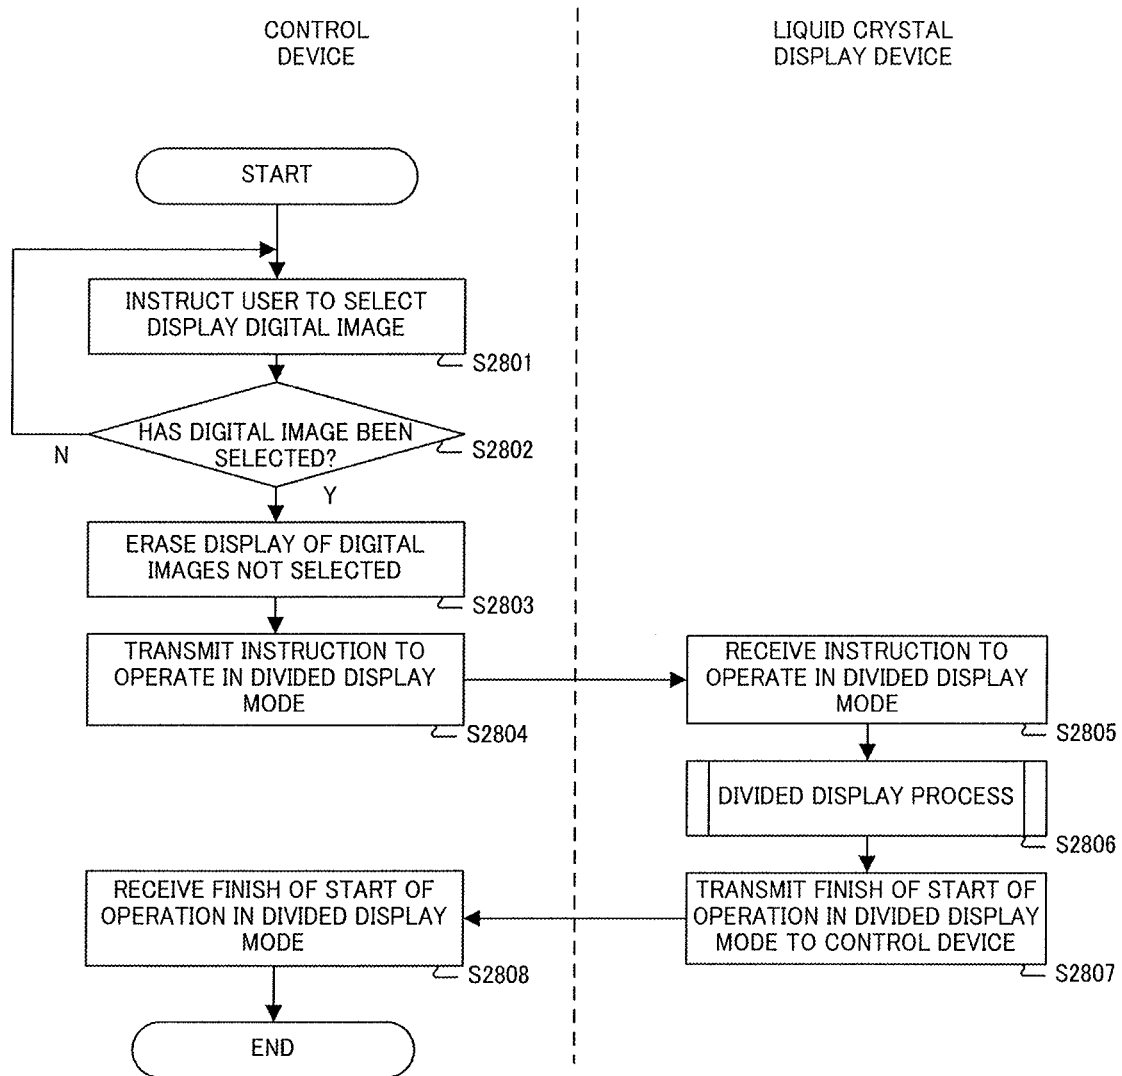 CONTROL
DEVICE
LIQUID CRYSTAL
DISPLAY DEVICE
START
INSTRUCT USER TO SELECT
DISPLAY DIGITAL IMAGE
S2801
HAS DIGITAL IMAGE BEEN
SELECTED?
S2802
N
Y
ERASE DISPLAY OF DIGITAL
IMAGES NOT SELECTED
S2803
TRANSMIT INSTRUCTION TO
OPERATE IN DIVIDED DISPLAY
MODE
S2804
RECEIVE INSTRUCTION TO
OPERATE IN DIVIDED DISPLAY
MODE
S2805
DIVIDED DISPLAY PROCESS
S2806
TRANSMIT FINISH OF START OF
OPERATION IN DIVIDED DISPLAY
MODE TO CONTROL DEVICE
S2807
RECEIVE FINISH OF START OF
OPERATION IN DIVIDED DISPLAY
MODE
S2808
END